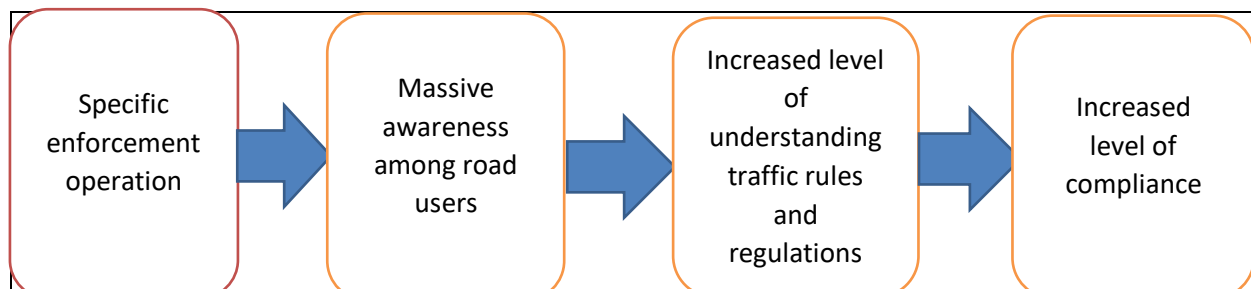 Specific
enforcement
operation
Massive
awareness
among road
users
Increased level
of
understanding
traffic rules
and
regulations
Increased
level of
compliance